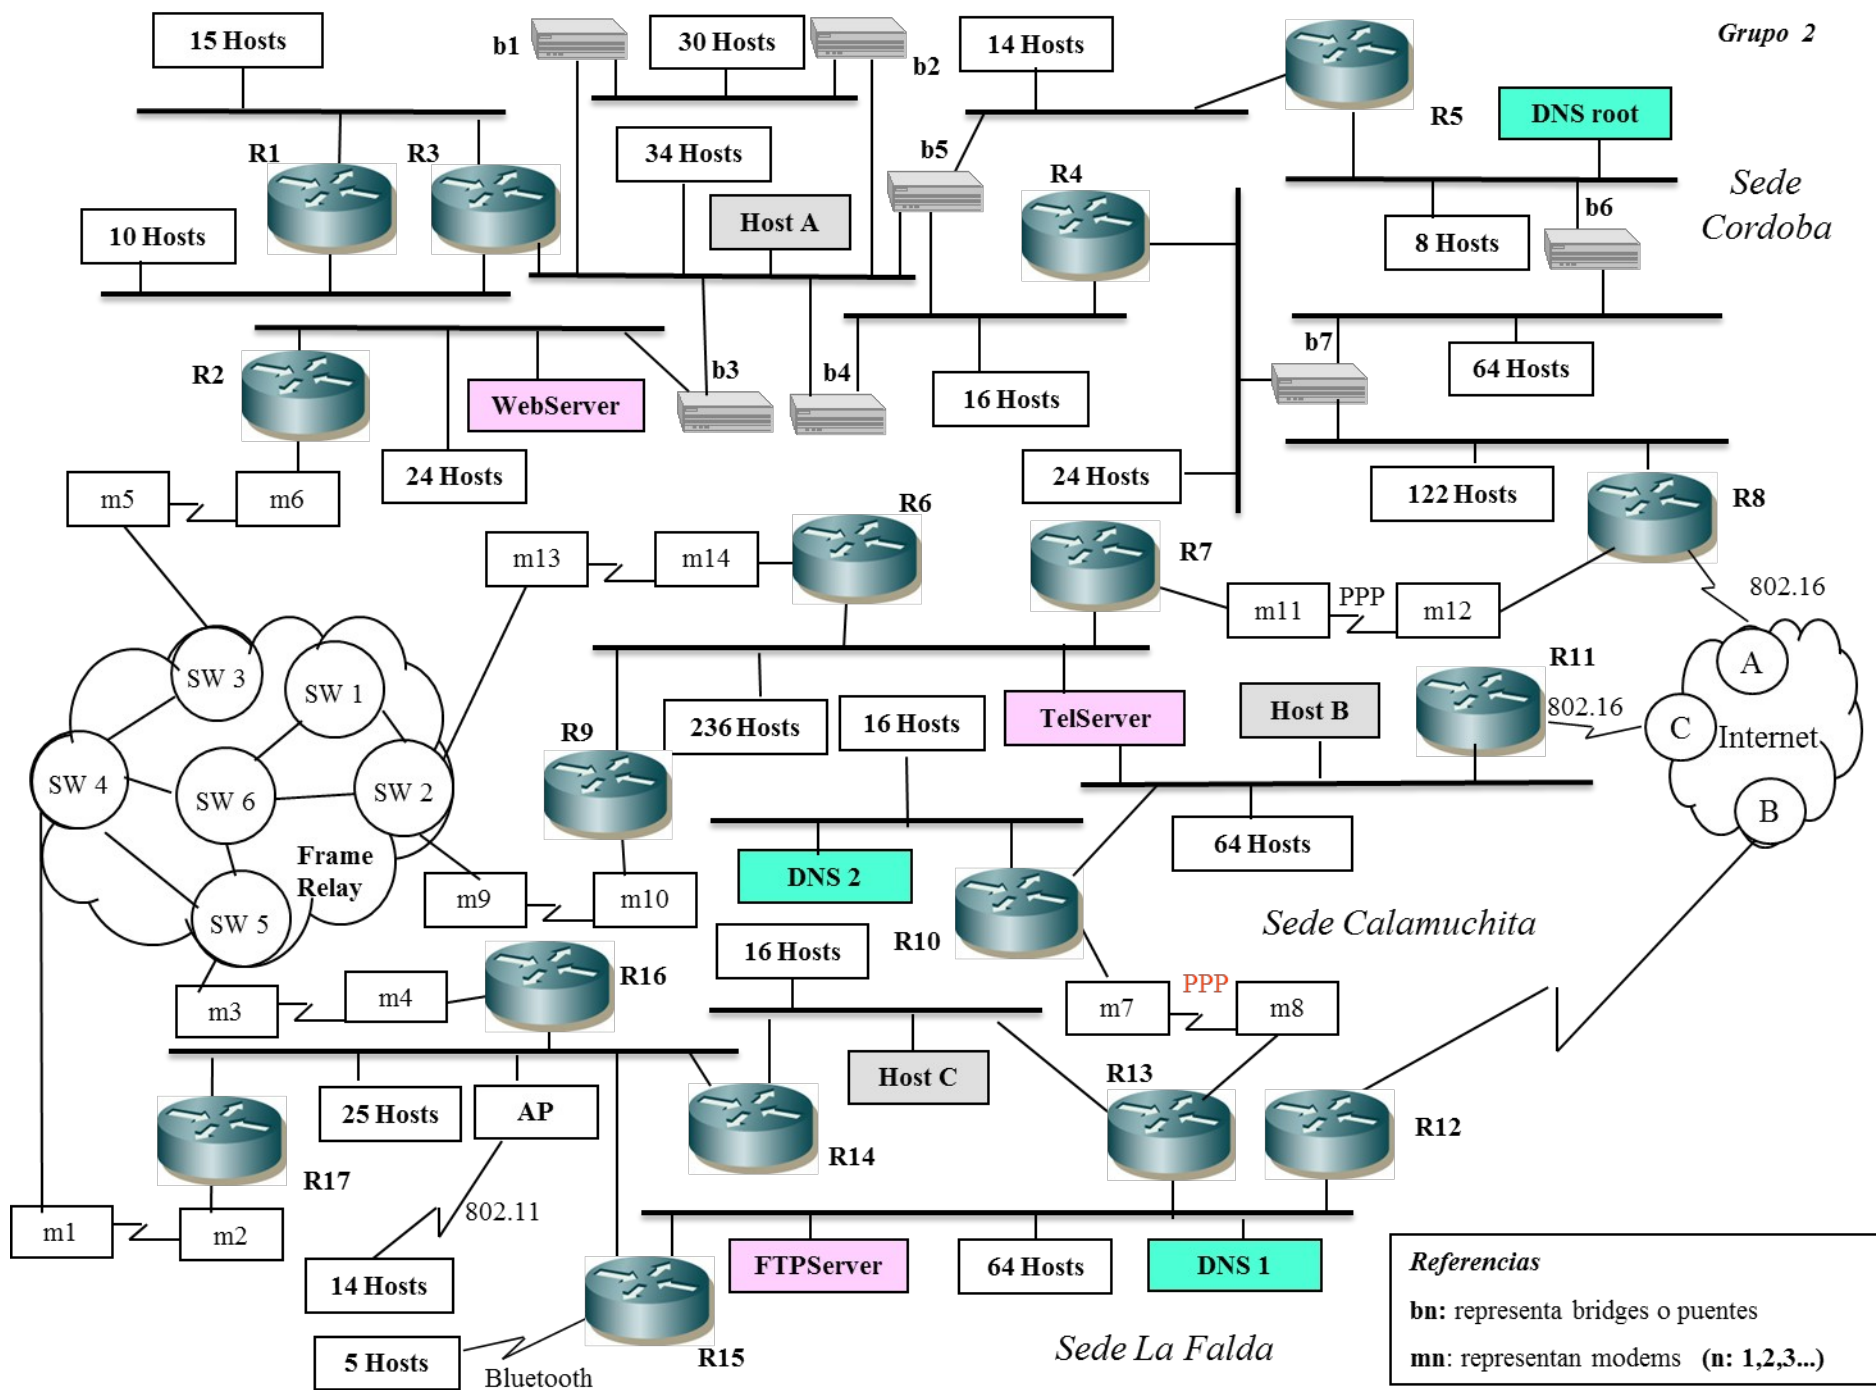 Grupo 2
15 Hosts
b1
30 Hosts
b2
14 Hosts
R5
DNS root
Sede
Cordoba
R1
R3
34 Hosts
b5
R4
10 Hosts
Host A
8 Hosts
b6
R2
WebServer
b3
b4
16 Hosts
b7
64 Hosts
24 Hosts
24 Hosts
122 Hosts
R8
m5
m6
R6
m13
m14
R7
m11
PPP
m12
802.16
SW 3
SW 1
R11
A
236 Hosts
16 Hosts
TelServer
Host B
802.16
C
Internet
R9
SW 4
SW 6
SW 2
B
64 Hosts
Frame
Relay
DNS 2
m9
m10
SW 5
R10
Sede Calamuchita
16 Hosts
R16
m3
m4
m7
PPP
m8
Host C
R13
25 Hosts
AP
R12
R14
R17
m1
m2
802.11
14 Hosts
FTPServer
64 Hosts
DNS 1
5 Hosts
Bluetooth
R15
Sede La Falda
Referencias
bn: representa bridges o puentes
mn: representan modems (n: 1,2,3...)